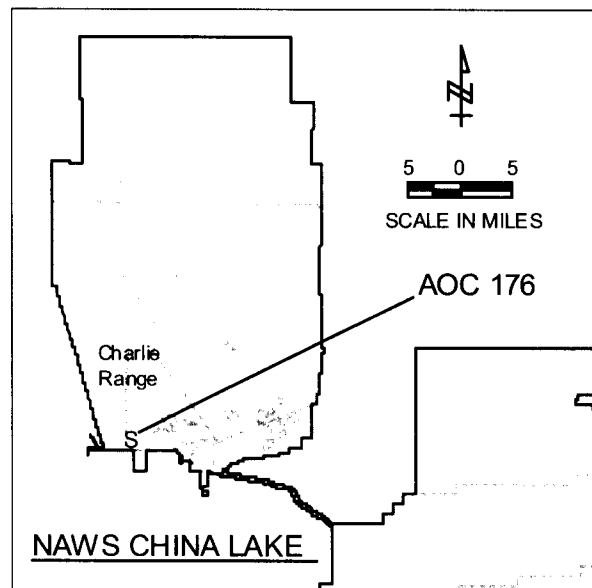 N
5 0 5
SCALE IN MILES
AOC 176
Charlie
Range
S
NAWS CHINA LAKE